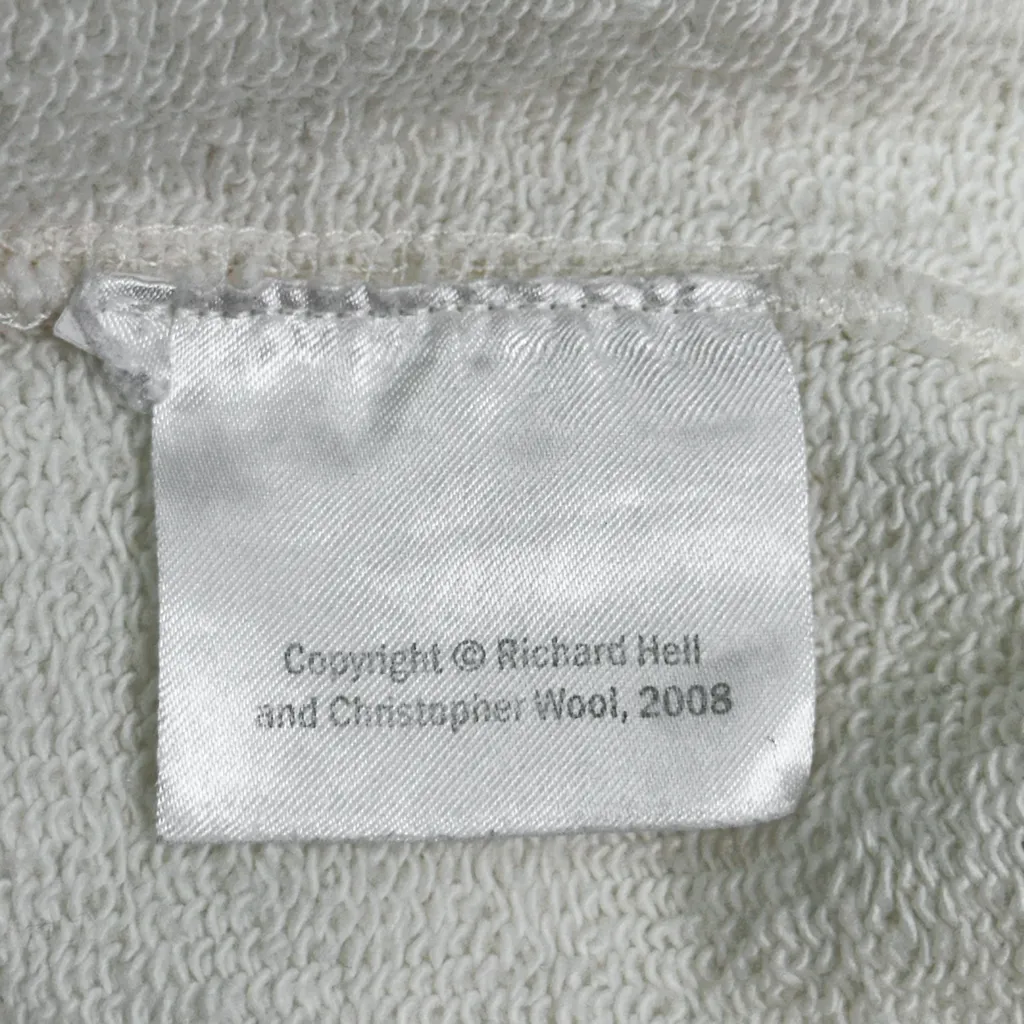 Copyright © Richard Hell
and Christopher Wool, 2008